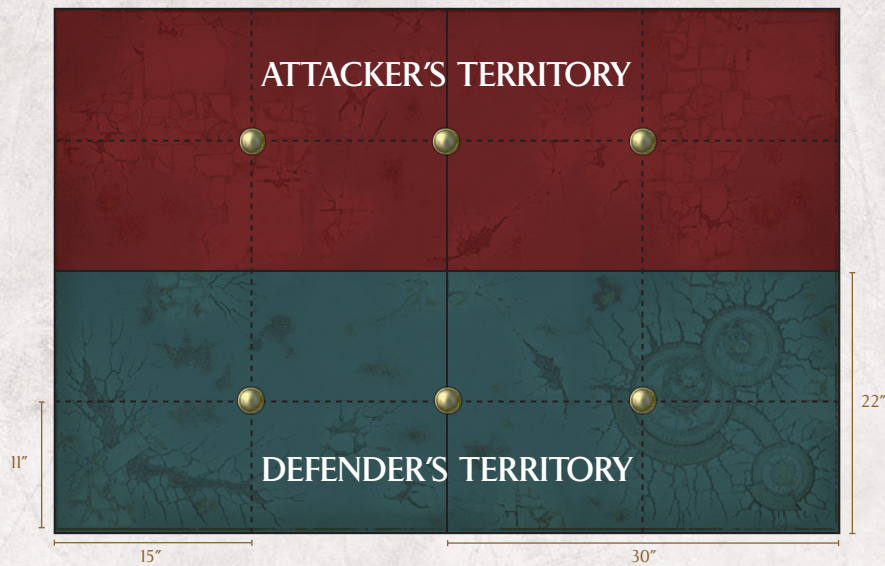 ATTACKER'S TERRITORY
22″
11″
DEFENDER'S TERRITORY
15″
30″